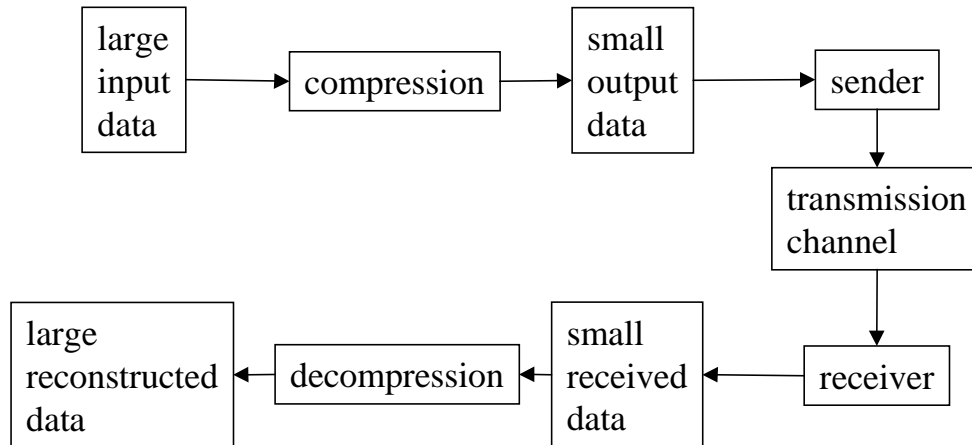 large
input
data
compression
small
output
data
sender
transmission
channel
receiver
small
received
data
decompression
large
reconstructed
data